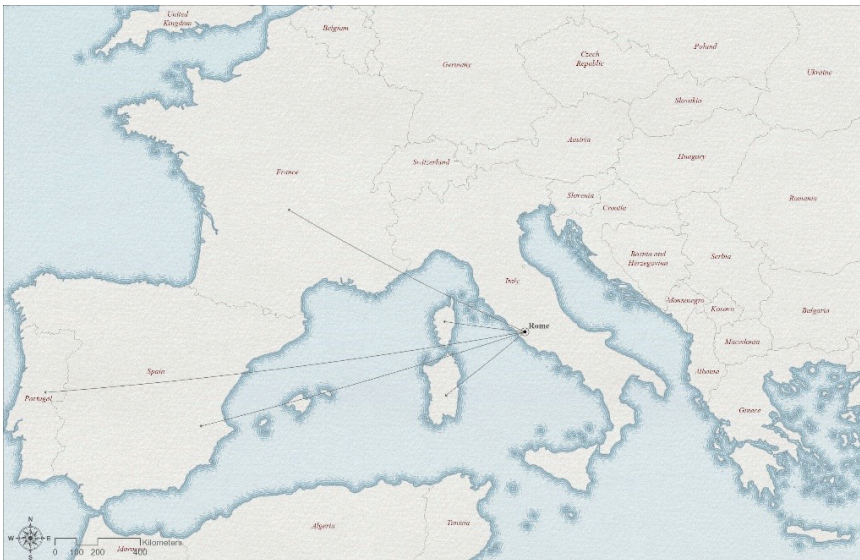 United
Kingdom
Belgium
Poland
Czech
Republic
Germany
Ukraine
Slovakia
Austria
Hungary
Switzerland
France
Slovenia
Romania
Croatia
Bosnia and
Herzegovina
Serbia
Italy
Montenegro
Kosovo
Bulgaria
Rome
Macedonia
Spain
Albania
Portugal
Greece
N
W
E
S
Kilometers
0 100 200 400
Algeria
Tunisia